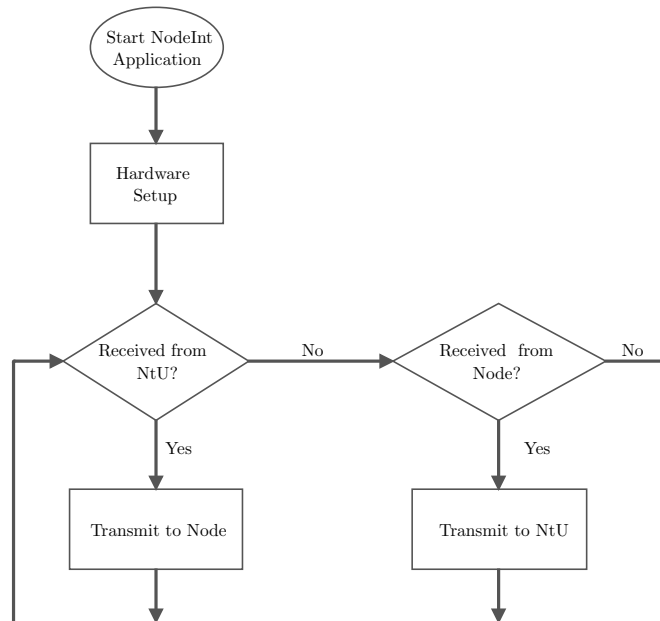 Start NodeInt
Application
Hardware
Setup
Received from
NtU?
No
Received from
Node?
No
Yes
Yes
Transmit to Node
Transmit to NtU